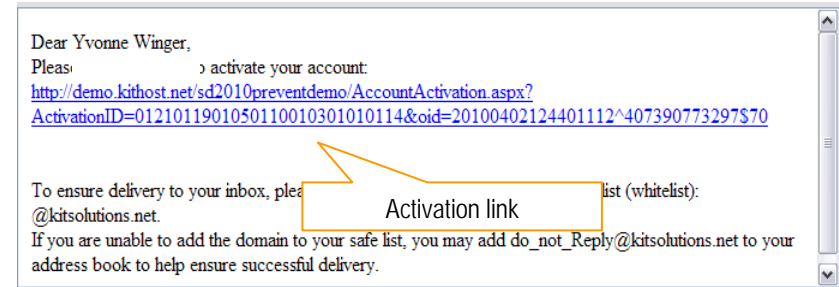 Dear Yvonne Winger,
activate your account:
http://demo.kithost.net/sd2010preventdemo/AccountActivation.aspx?
ActivationID=0121011901050110010301010114&oid=20100402124401112^407390773297$70
To ensure delivery to your inbox, list (whitelist):
Activation link
@kitsolutions.net.
If you are unable to add the domain to your safe list, you may add do_not_Reply@kitsolutions.net to your
address book to help ensure successful delivery.